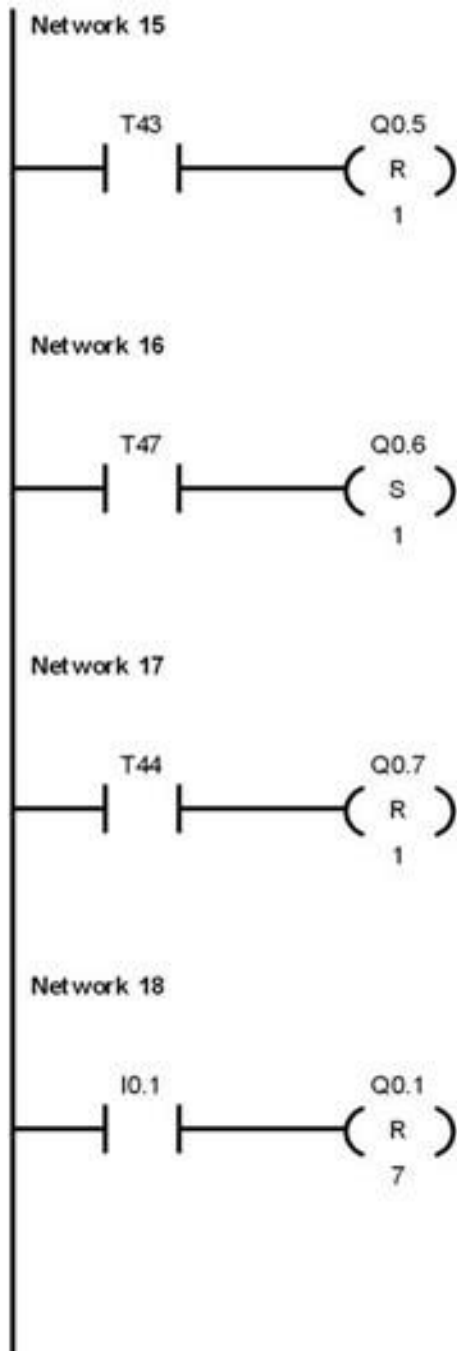 Network 15
T43 Q0.5
R
1
Network 16
T47 Q0.6
S
1
Network 17
T44 Q0.7
R
1
Network 18
I0.1 Q0.1
R
7